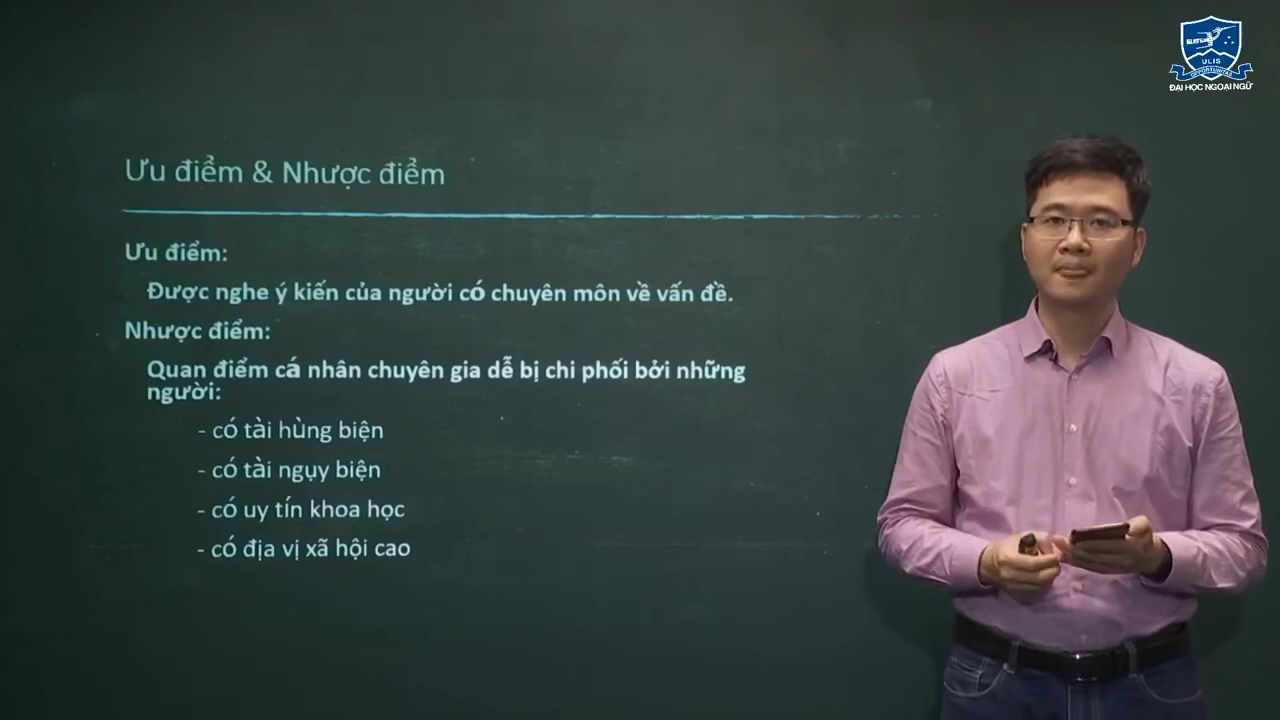 ULIS
ĐẠI HỌC NGOẠI NGỮ
Ưu điểm & Nhược điểm
Ưu điểm:
Được nghe ý kiến của người có chuyên môn về vấn đề.
Nhược điểm:
Quan điểm cá nhân chuyên gia dễ bị chi phối bởi những
người:
- có tài hùng biện
- có tài ngụy biện
- có uy tín khoa học
- có địa vị xã hội cao